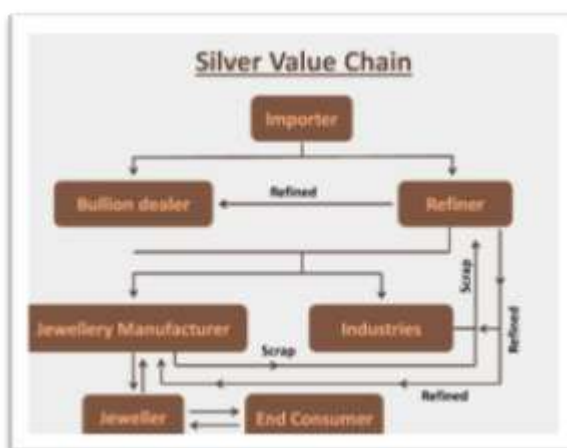 Silver Value Chain
Importer
Bullion dealer
Refined
Refiner
Scrap
Refined
Jewellery Manufacturer
Industries
Scrap
Refined
Jeweller
End Consumer